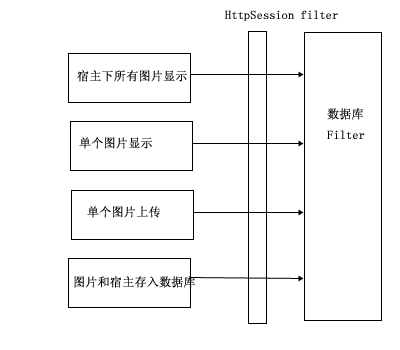 HttpSession filter
宿主下所有图片显示
数据库
Filter
单个图片显示
单个图片上传
图片和宿主存入数据库